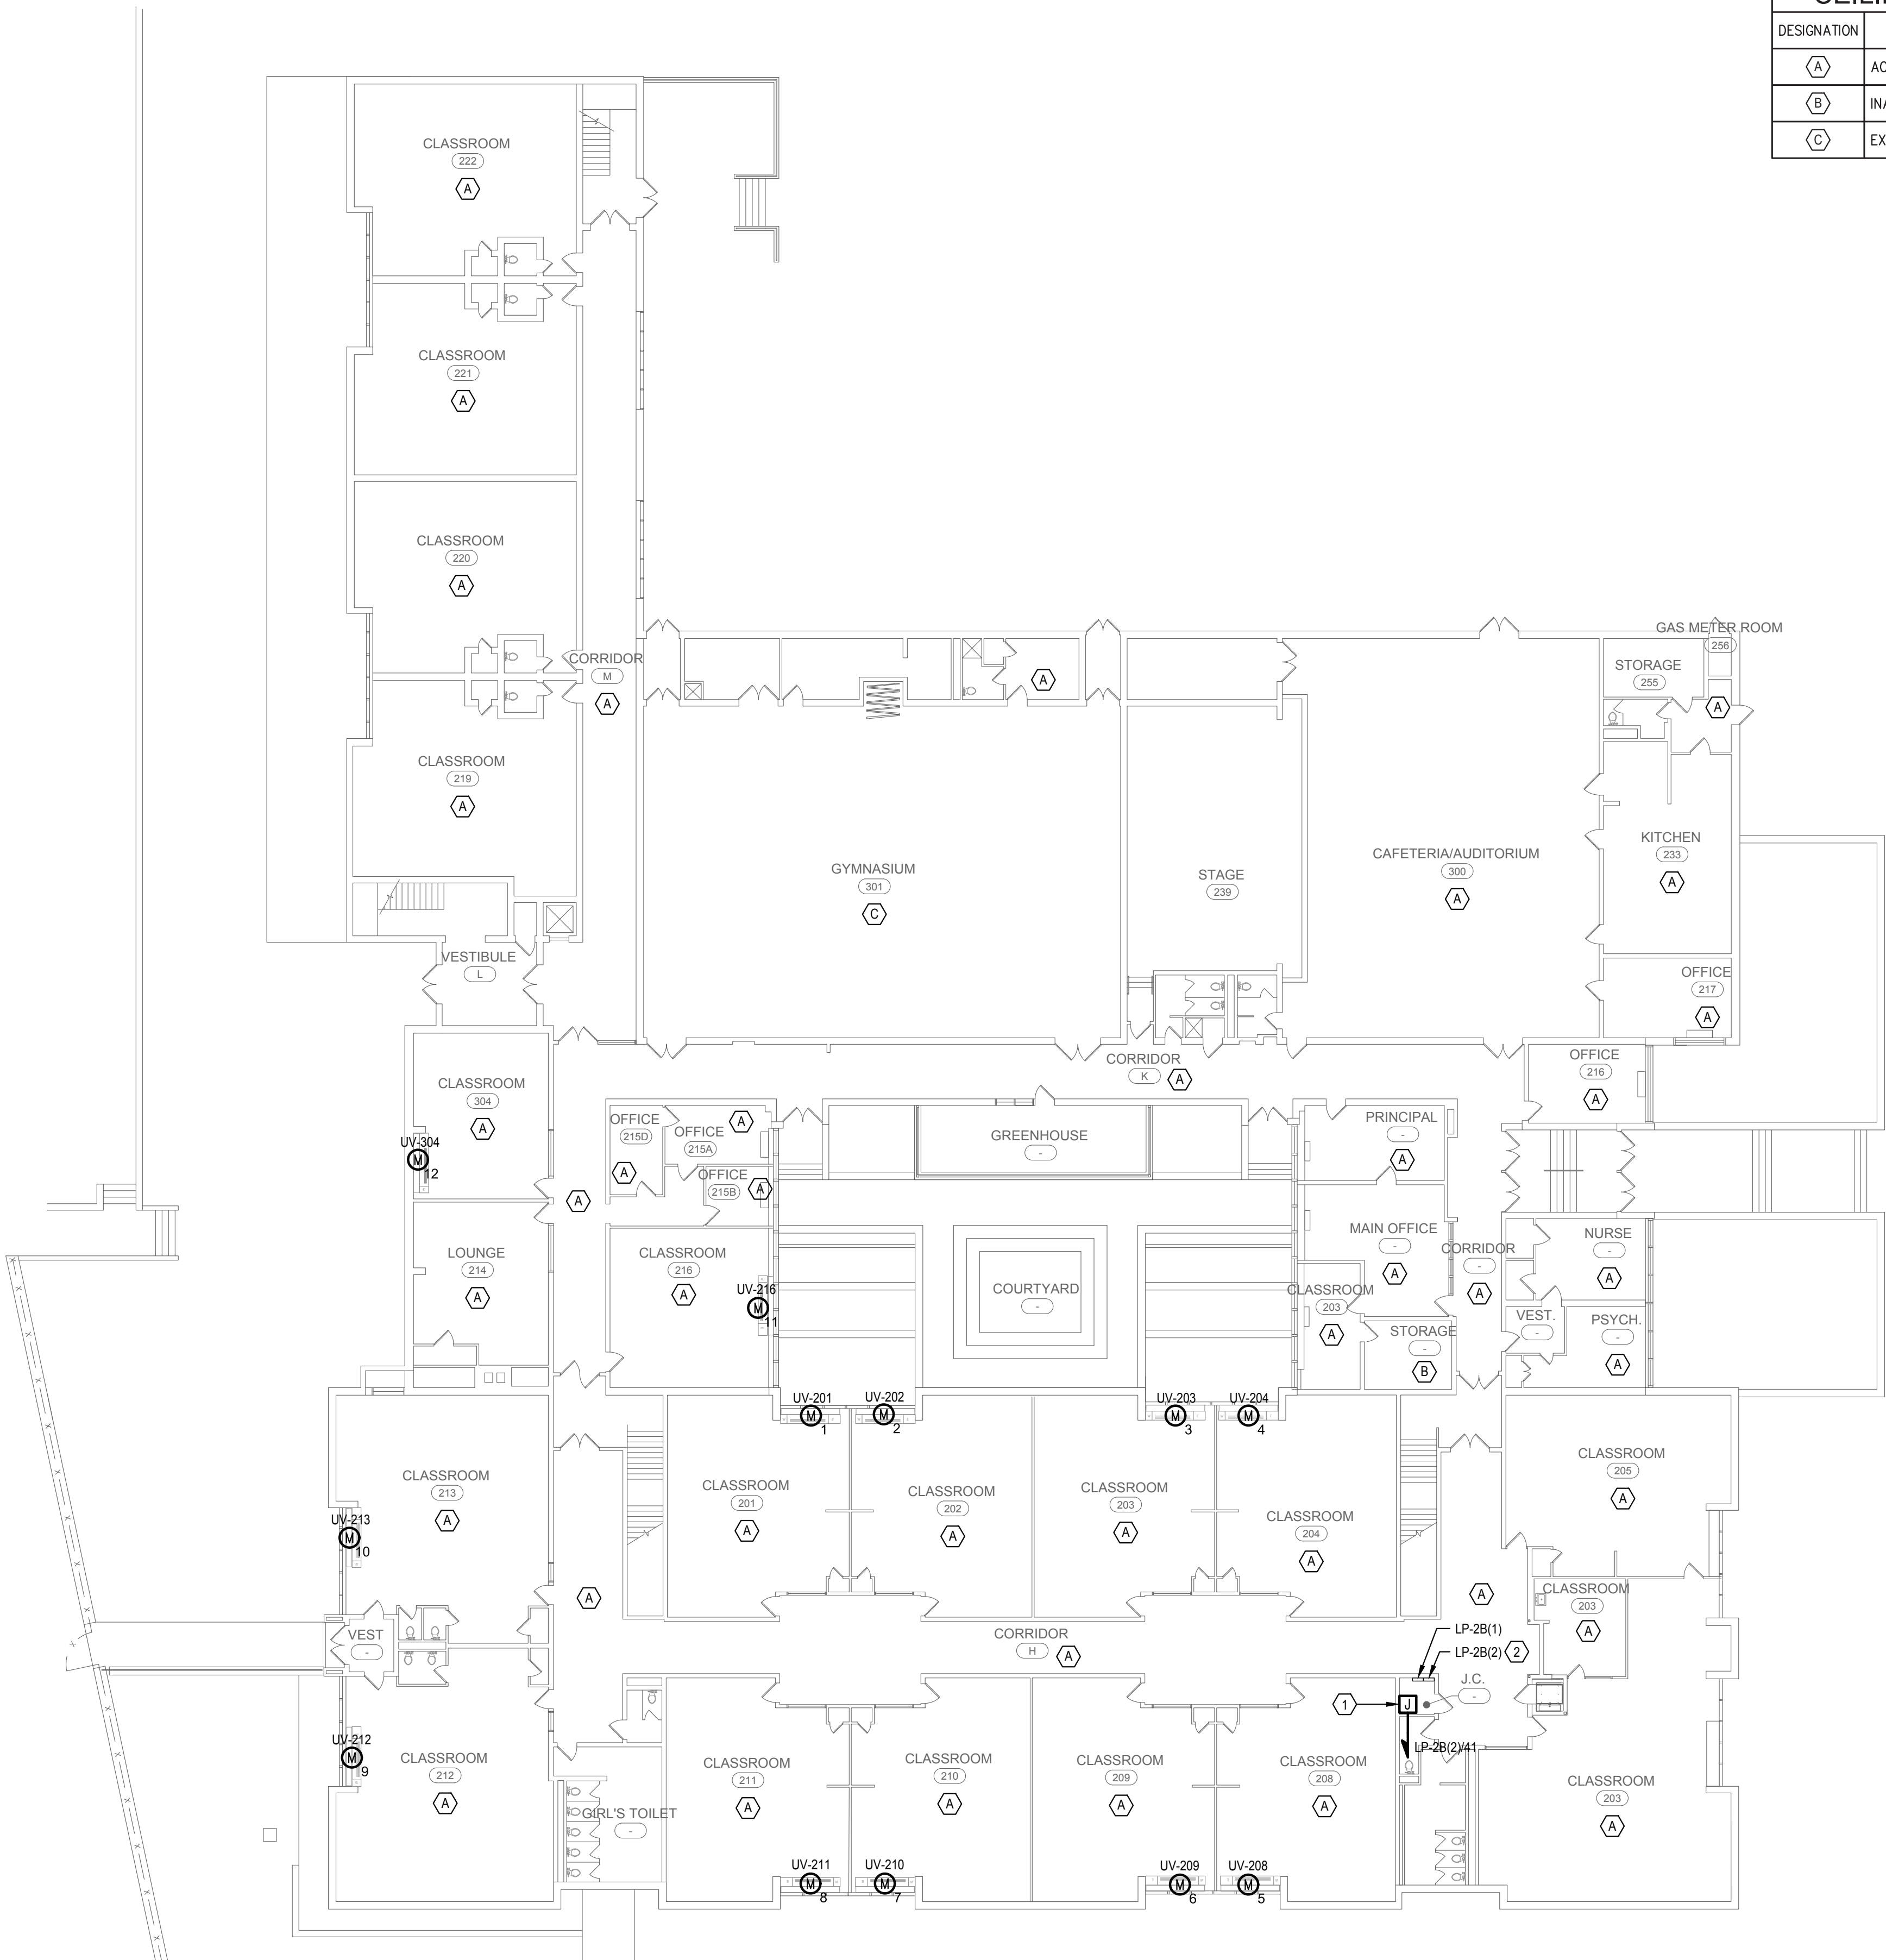 DESIGNATION
A
AC
B
INA
C
EX
CLASSROOM
222
A
CLASSROOM
221
A
CLASSROOM
220
A
CORRIDOR
M
A
CLASSROOM
219
A
A
GAS METER ROOM
256
STORAGE
255
A
GYMNASIUM
301
C
STAGE
239
CAFETERIA/AUDITORIUM
300
A
KITCHEN
233
A
VESTIBULE
L
OFFICE
217
A
CORRIDOR
K
A
OFFICE
216
A
CLASSROOM
304
A
UV-304
M
12
OFFICE
215D
A
OFFICE
215A
A
OFFICE
215B
A
A
GREENHOUSE
-
PRINCIPAL
-
A
LOUNGE
214
A
CLASSROOM
216
A
UV-216
M
11
COURTYARD
-
MAIN OFFICE
-
A
CORRIDOR
-
A
NURSE
-
A
CLASSROOM
203
A
STORAGE
-
B
VEST.
-
PSYCH.
-
A
UV-201
M
1
UV-202
M
2
UV-203
M
3
UV-204
M
4
CLASSROOM
213
A
UV-213
M
10
CLASSROOM
201
A
CLASSROOM
202
A
CLASSROOM
203
A
CLASSROOM
204
A
CLASSROOM
205
A
A
A
CLASSROOM
203
A
VEST
-
CORRIDOR
H
A
LP-2B(1)
LP-2B(2)
2
J.C.
-
1
J
LP-2B(2)/41
UV-212
M
9
CLASSROOM
212
A
GIRL'S TOILET
-
CLASSROOM
211
A
CLASSROOM
210
A
CLASSROOM
209
A
CLASSROOM
208
A
CLASSROOM
203
A
UV-211
M
8
UV-210
M
7
UV-209
M
6
UV-208
M
5
X X X X X X X
X X X X X X X